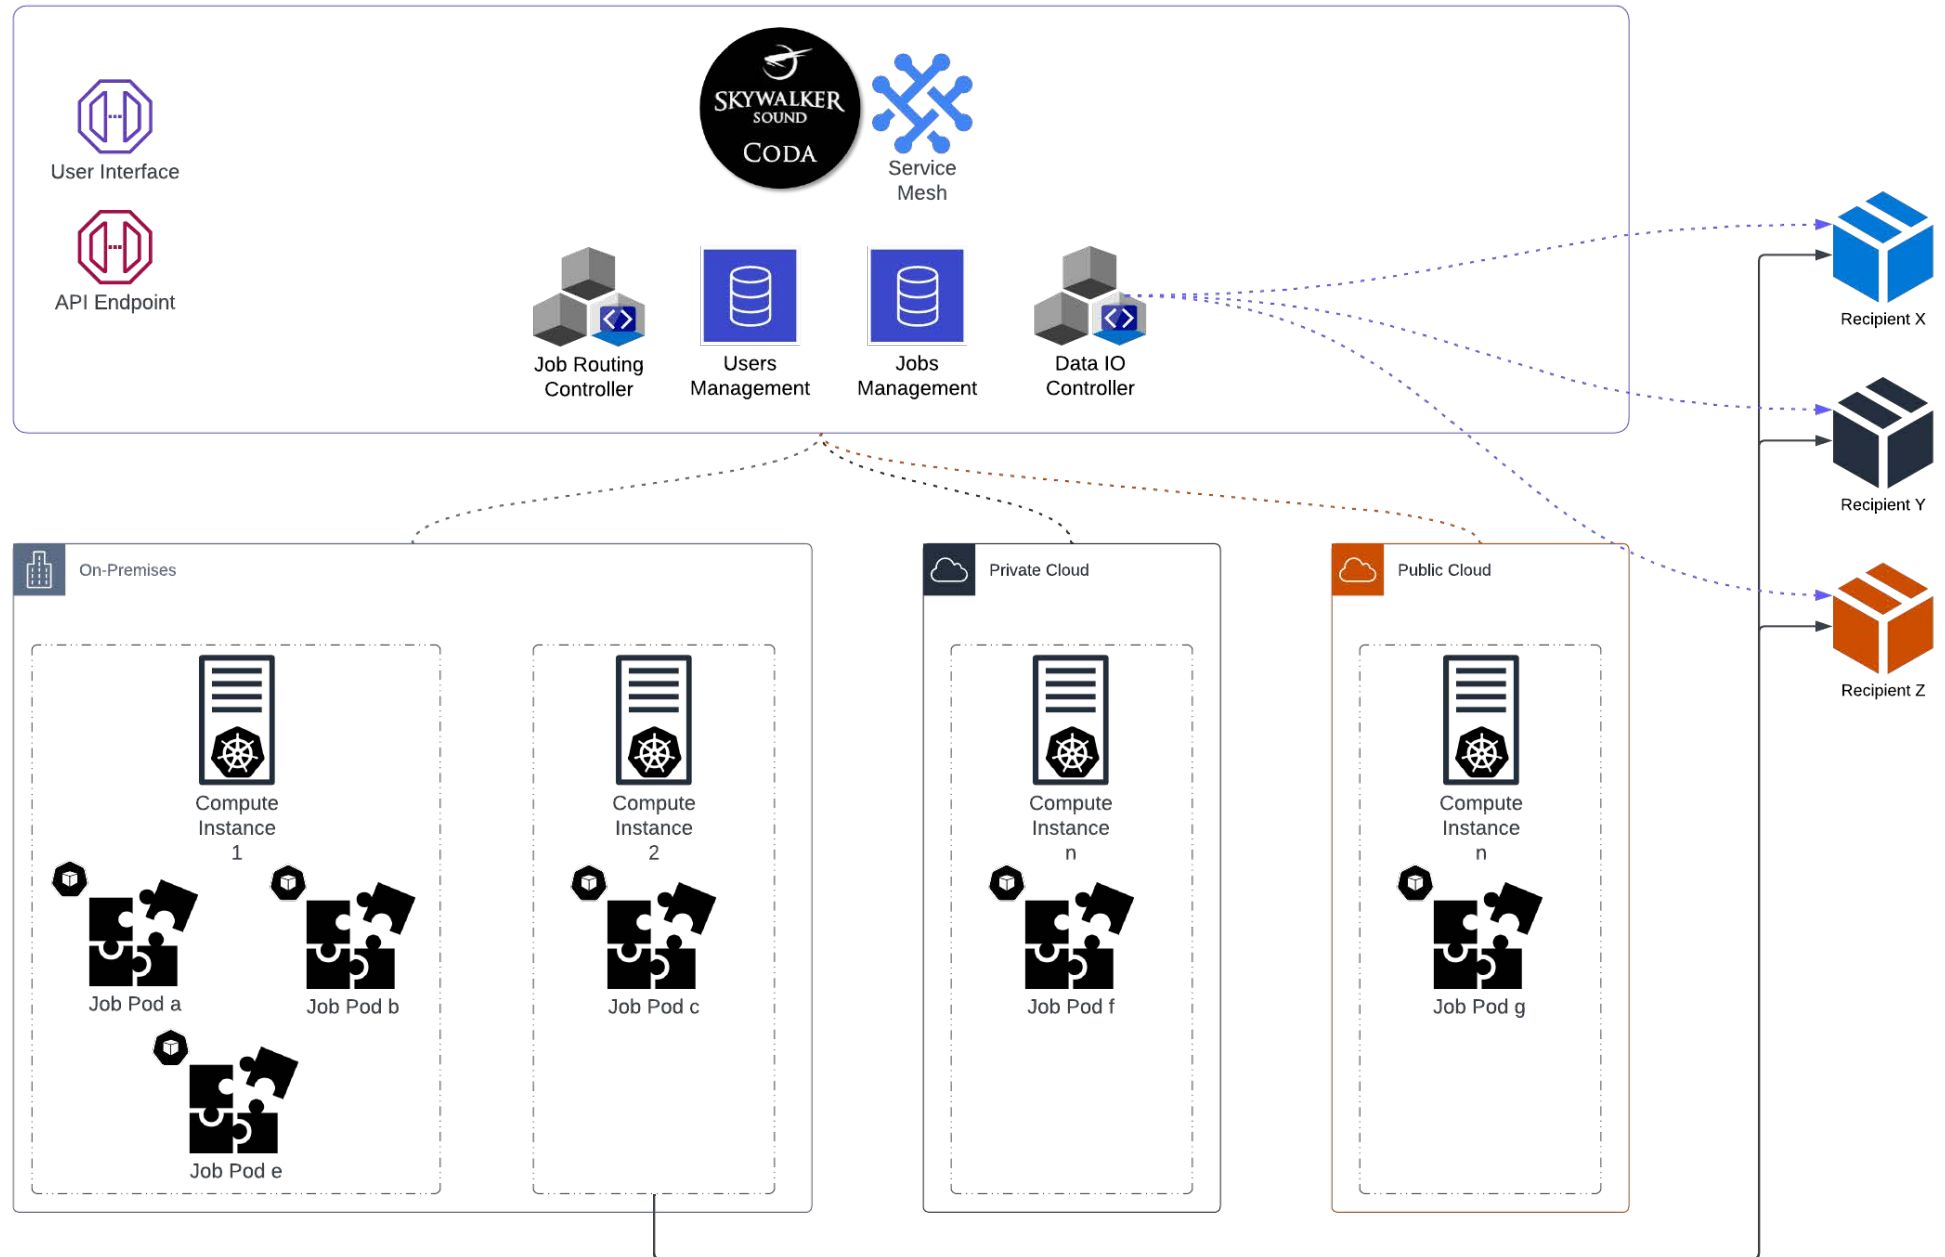 SKYWALKER
SOUND
CODA
Service
Mesh
User Interface
API Endpoint
Job Routing
Controller
Users
Management
Jobs
Management
Data IO
Controller
Recipient X
Recipient Y
Recipient Z
On-Premises
Private Cloud
Public Cloud
Compute
Instance
1
Compute
Instance
2
Compute
Instance
n
Compute
Instance
n
Job Pod a
Job Pod b
Job Pod c
Job Pod f
Job Pod g
Job Pod e